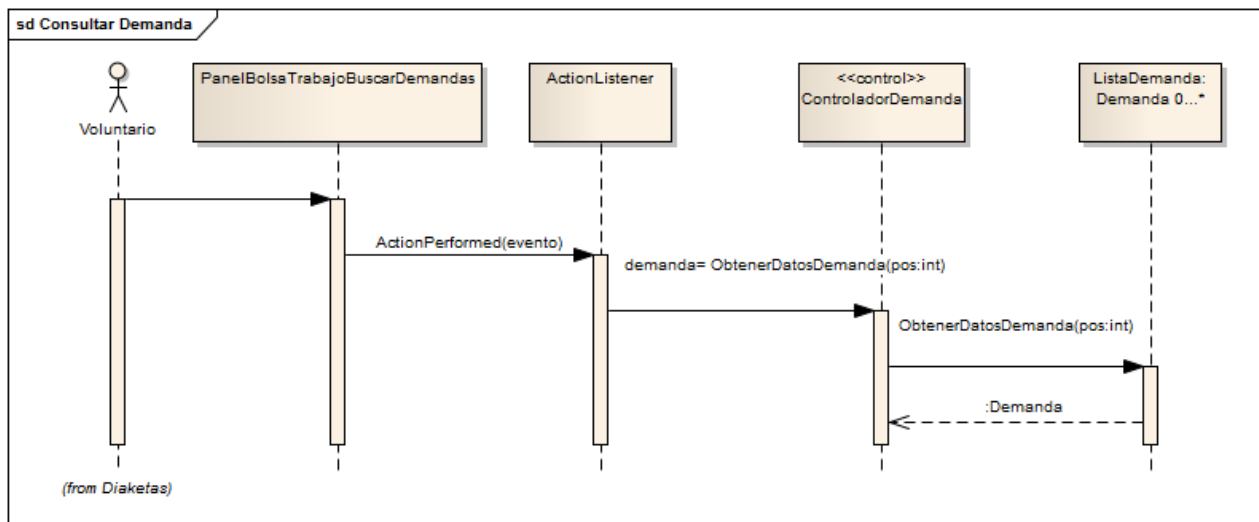 sd Consultar Demanda
Voluntario
PanelBolsaTrabajoBuscarDemandas
ActionListener
<<control>>
ControladorDemanda
ListaDemanda:
Demanda 0...*
ActionPerformed(evento)
demanda= ObtenerDatosDemanda(pos:int)
ObtenerDatosDemanda(pos:int)
:Demanda
(from Diaketas)